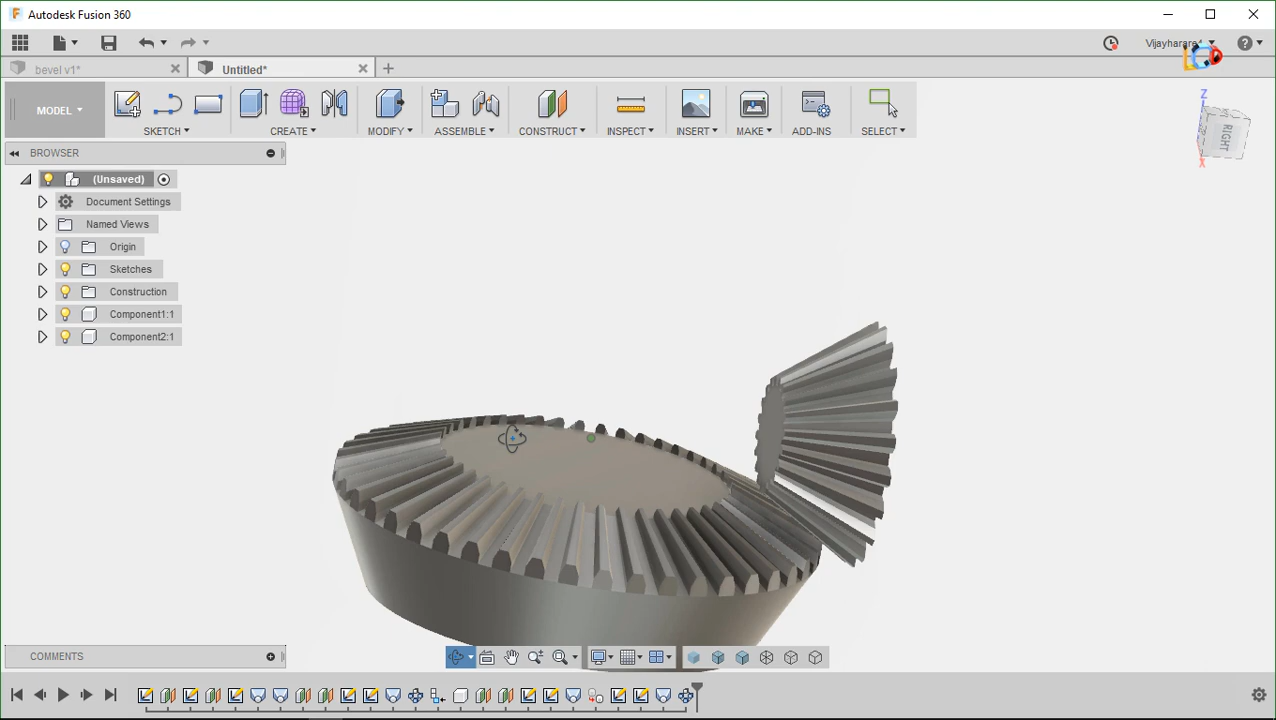 Autodesk Fusion 360
Vijayharare4
bevel v1*
Untitled*
MODEL
SKETCH
CREATE
MODIFY
ASSEMBLE
CONSTRUCT
INSPECT
INSERT
MAKE
ADD-INS
SELECT
Z
RIGHT
X
BROWSER
(Unsaved)
Document Settings
Named Views
Origin
Sketches
Construction
Component1:1
Component2:1
COMMENTS